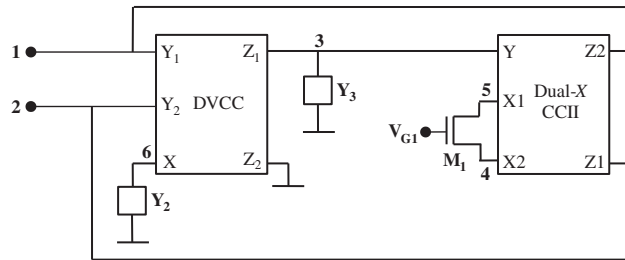 1
Y1
Z1
3
Y
Z2
Dual-X
CCII
2
Y2
DVCC
Y3
5
X1
VG1
M1
4
X2
Z1
6
X
Z2
Y2